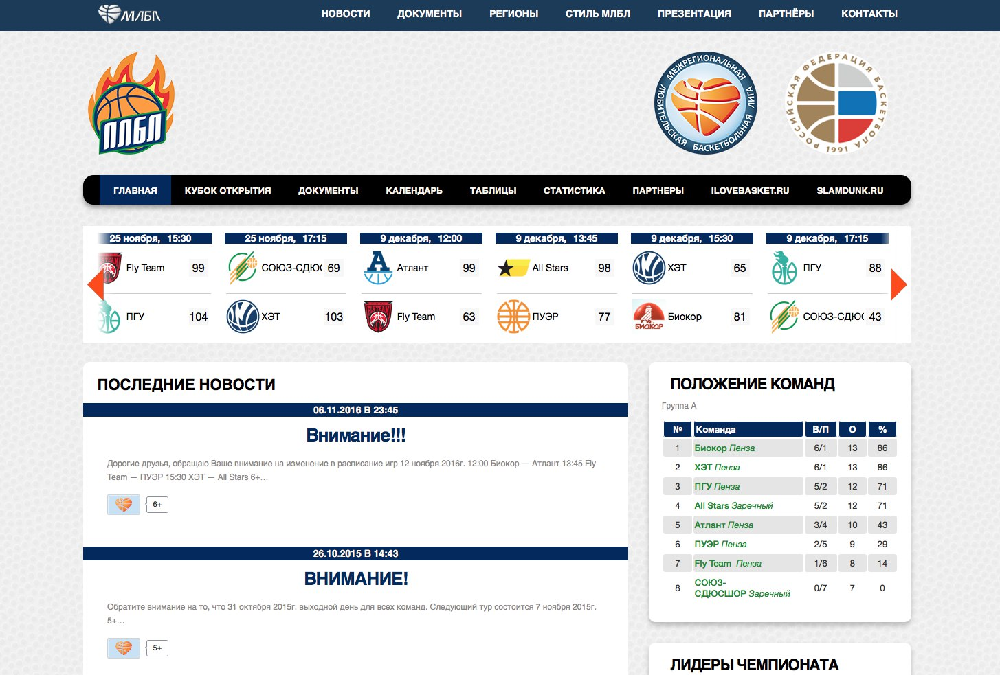 МЛБЛ
НОВОСТИ ДОКУМЕНТЫ РЕГИОНЫ СТИЛЬ МЛБЛ ПРЕЗЕНТАЦИЯ ПАРТНЁРЫ КОНТАКТЫ
ПЛБЛ
МЕЖРЕГИОНАЛЬНАЯ ЛЮБИТЕЛЬСКАЯ БАСКЕТБОЛЬНАЯ ЛИГА
РОССИЙСКАЯ ФЕДЕРАЦИЯ БАСКЕТБОЛА 1991
ГЛАВНАЯ КУБОК ОТКРЫТИЯ ДОКУМЕНТЫ КАЛЕНДАРЬ ТАБЛИЦЫ СТАТИСТИКА ПАРТНЕРЫ ILOVEBASKET.RU SLAMDUNK.RU
25 ноября, 15:30 25 ноября, 17:15 9 декабря, 12:00 9 декабря, 13:45 9 декабря, 15:30 9 декабря, 17:15
Fly Team 99 СОЮЗ-СДЮС 69 Атлант 99 All Stars 98 ХЭТ 65 ПГУ 88
ПГУ 104 ХЭТ 103 Fly Team 63 ПУЭР 77 БИОКОР Биокор 81 СОЮЗ-СДЮС 43
ПОСЛЕДНИЕ НОВОСТИ
06.11.2016 В 23:45
Внимание!!!
Дорогие друзья, обращаю Ваше внимание на изменение в расписание игр 12 ноября 2016г. 12:00 Биокор — Атлант 13:45 Fly
Team — ПУЭР 15:30 ХЭТ — All Stars 6+…
6+
26.10.2015 В 14:43
ВНИМАНИЕ!
Обратите внимание на то, что 31 октября 2015г. выходной день для всех команд. Следующий тур состоится 7 ноября 2015г.
5+…
5+
ПОЛОЖЕНИЕ КОМАНД
Группа А
№ Команда В/П О %
1 Биокор Пенза 6/1 13 86
2 ХЭТ Пенза 6/1 13 86
3 ПГУ Пенза 5/2 12 71
4 All Stars Заречный 5/2 12 71
5 Атлант Пенза 3/4 10 43
6 ПУЭР Пенза 2/5 9 29
7 Fly Team Пенза 1/6 8 14
8 СОЮЗ-
СДЮСШОР Заречный 0/7 7 0
ЛИДЕРЫ ЧЕМПИОНАТА